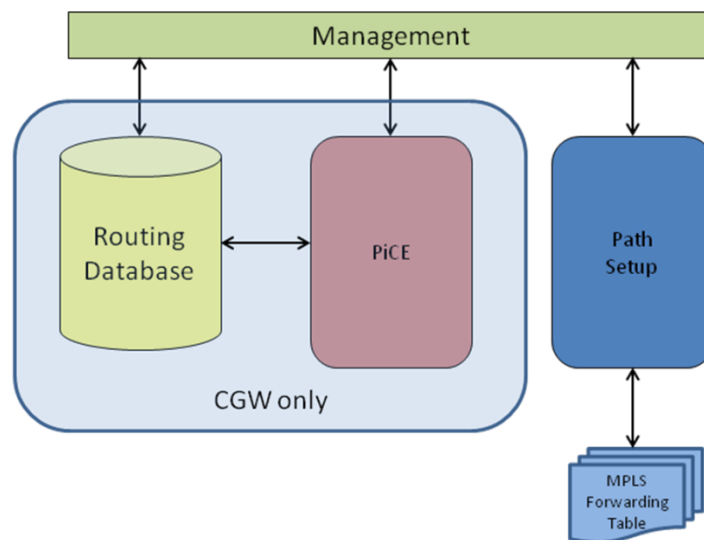 Management
Routing
Database
PiCE
Path
Setup
CGW only
MPLS
Forwarding
Table